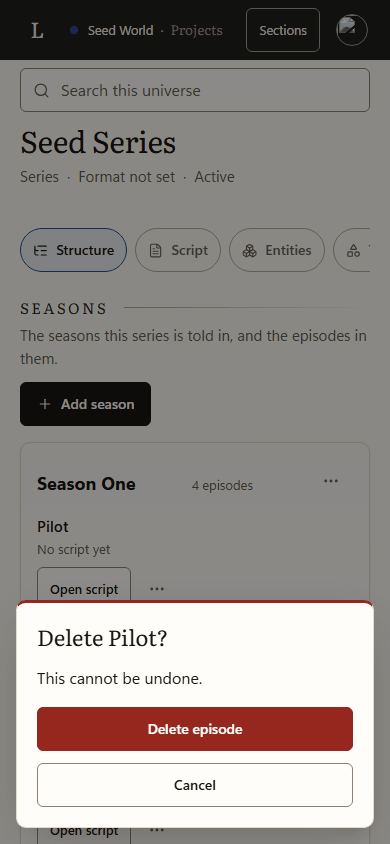 L
Seed World · Projects
Sections
Search this universe
Seed Series
Series · Format not set · Active
Structure
Script
Entities
SEASONS
The seasons this series is told in, and the episodes in
them.
Add season
Season One
4 episodes
Pilot
No script yet
Open script
Delete Pilot?
This cannot be undone.
Delete episode
Cancel
Open script